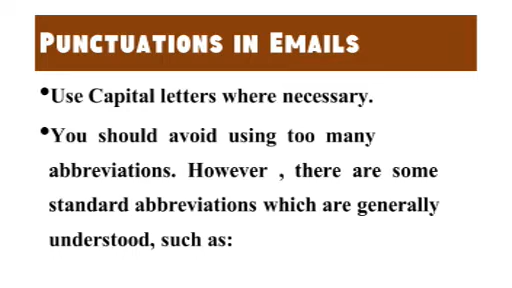 PUNCTUATIONS IN EMAILS
•Use Capital letters where necessary.
•You should avoid using too many
abbreviations. However , there are some
standard abbreviations which are generally
understood, such as: